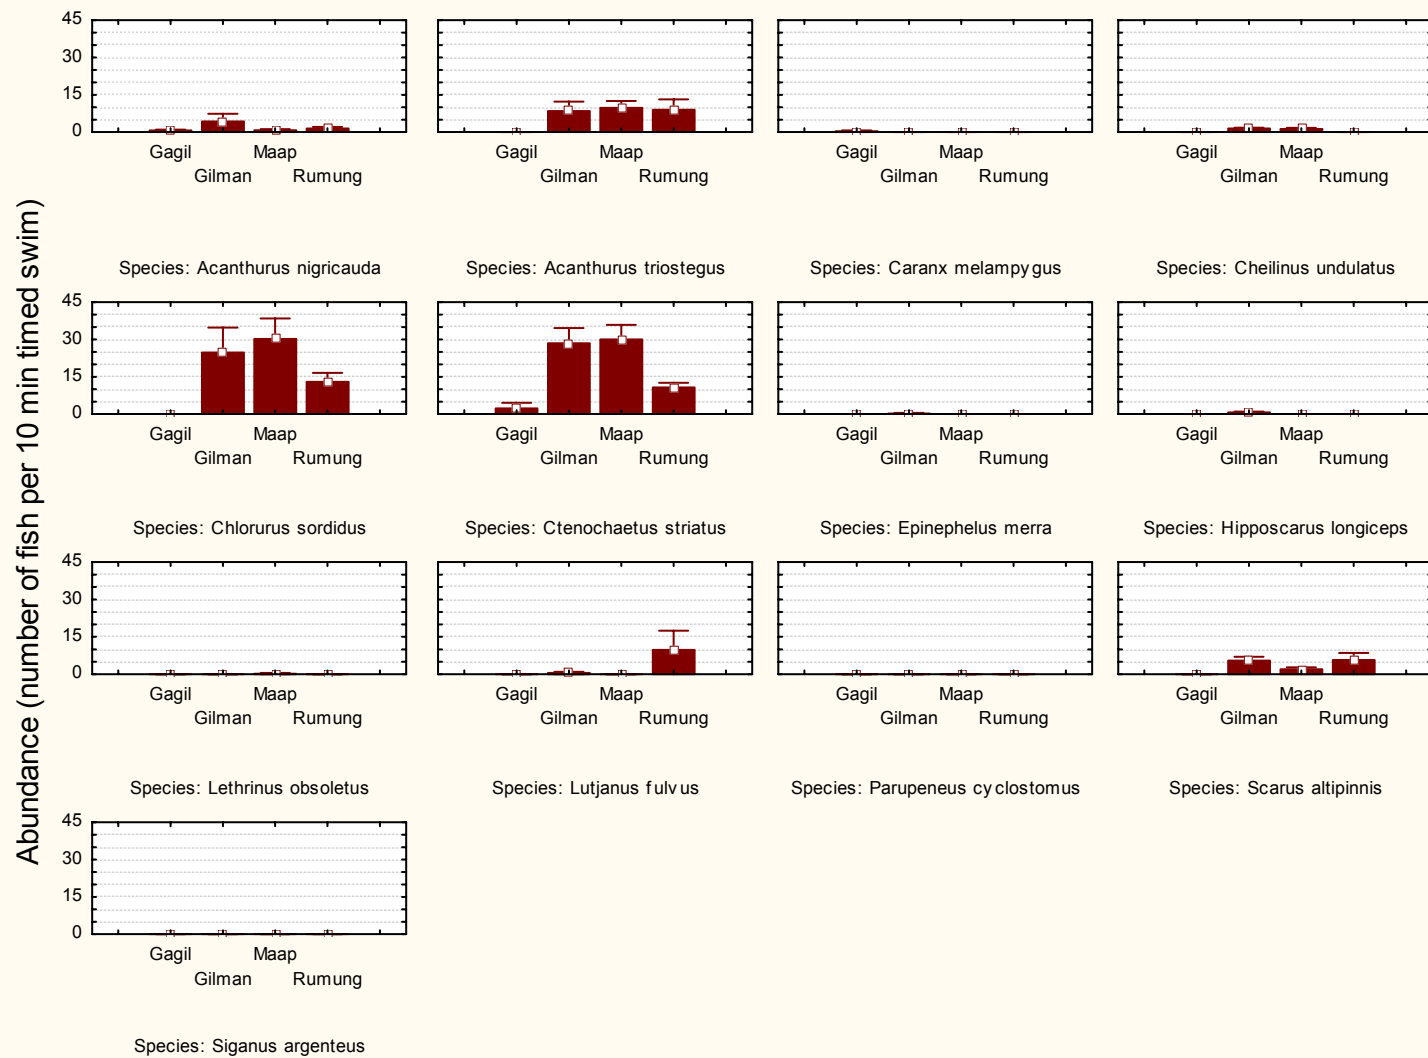 Abundance (number of fish per 10 min timed swim)
45
30
15
0
Gagil Maap
Gilman Rumung
Gagil Maap
Gilman Rumung
Gagil Maap
Gilman Rumung
Gagil Maap
Gilman Rumung
Species: Acanthurus nigricauda
Species: Acanthurus triostegus
Species: Caranx melampygus
Species: Cheilinus undulatus
45
30
15
0
Gagil Maap
Gilman Rumung
Gagil Maap
Gilman Rumung
Gagil Maap
Gilman Rumung
Gagil Maap
Gilman Rumung
Species: Chlorurus sordidus
Species: Ctenochaetus striatus
Species: Epinephelus merra
Species: Hipposcarus longiceps
45
30
15
0
Gagil Maap
Gilman Rumung
Gagil Maap
Gilman Rumung
Gagil Maap
Gilman Rumung
Gagil Maap
Gilman Rumung
Species: Lethrinus obsoletus
Species: Lutjanus fulvus
Species: Parupeneus cyclostomus
Species: Scarus altipinnis
45
30
15
0
Gagil Maap
Gilman Rumung
Species: Siganus argenteus